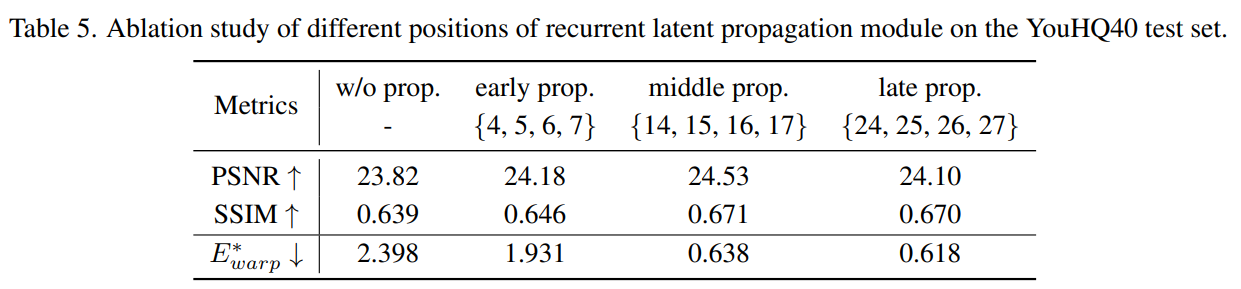 Table 5. Ablation study of different positions of recurrent latent propagation module on the YouHQ40 test set.
Metrics w/o prop. early prop. middle prop. late prop.
- {4, 5, 6, 7} {14, 15, 16, 17} {24, 25, 26, 27}
PSNR ↑ 23.82 24.18 24.53 24.10
SSIM ↑ 0.639 0.646 0.671 0.670
E*warp ↓ 2.398 1.931 0.638 0.618